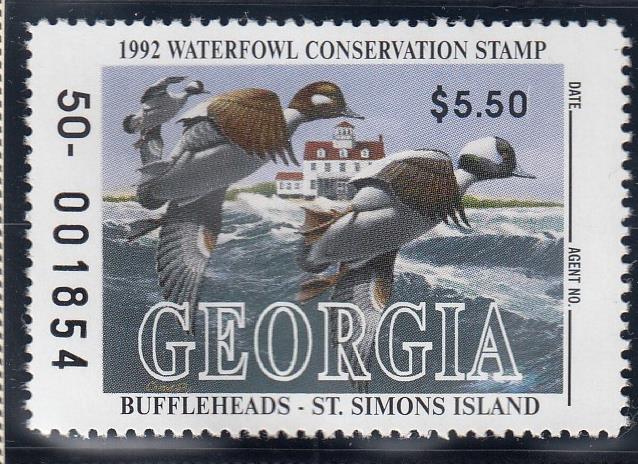 1992 WATERFOWL CONSERVATION STAMP
$5.50
50- 001854
DATE
AGENT NO.
GEORGIA
BUFFLEHEADS - ST. SIMONS ISLAND